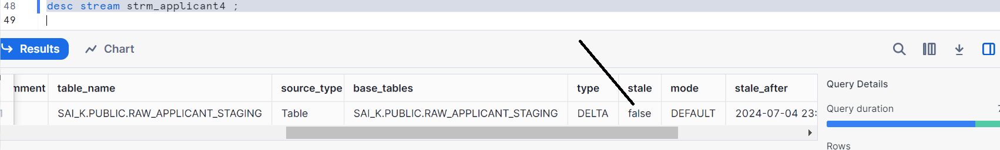 48 desc stream strm_applicant4 ;
49
Results Chart
mment table_name source_type base_tables type stale mode stale_after Query Details
1 SAI_K.PUBLIC.RAW_APPLICANT_STAGING Table SAI_K.PUBLIC.RAW_APPLICANT_STAGING DELTA false DEFAULT 2024-07-04 23: Query duration
Rows